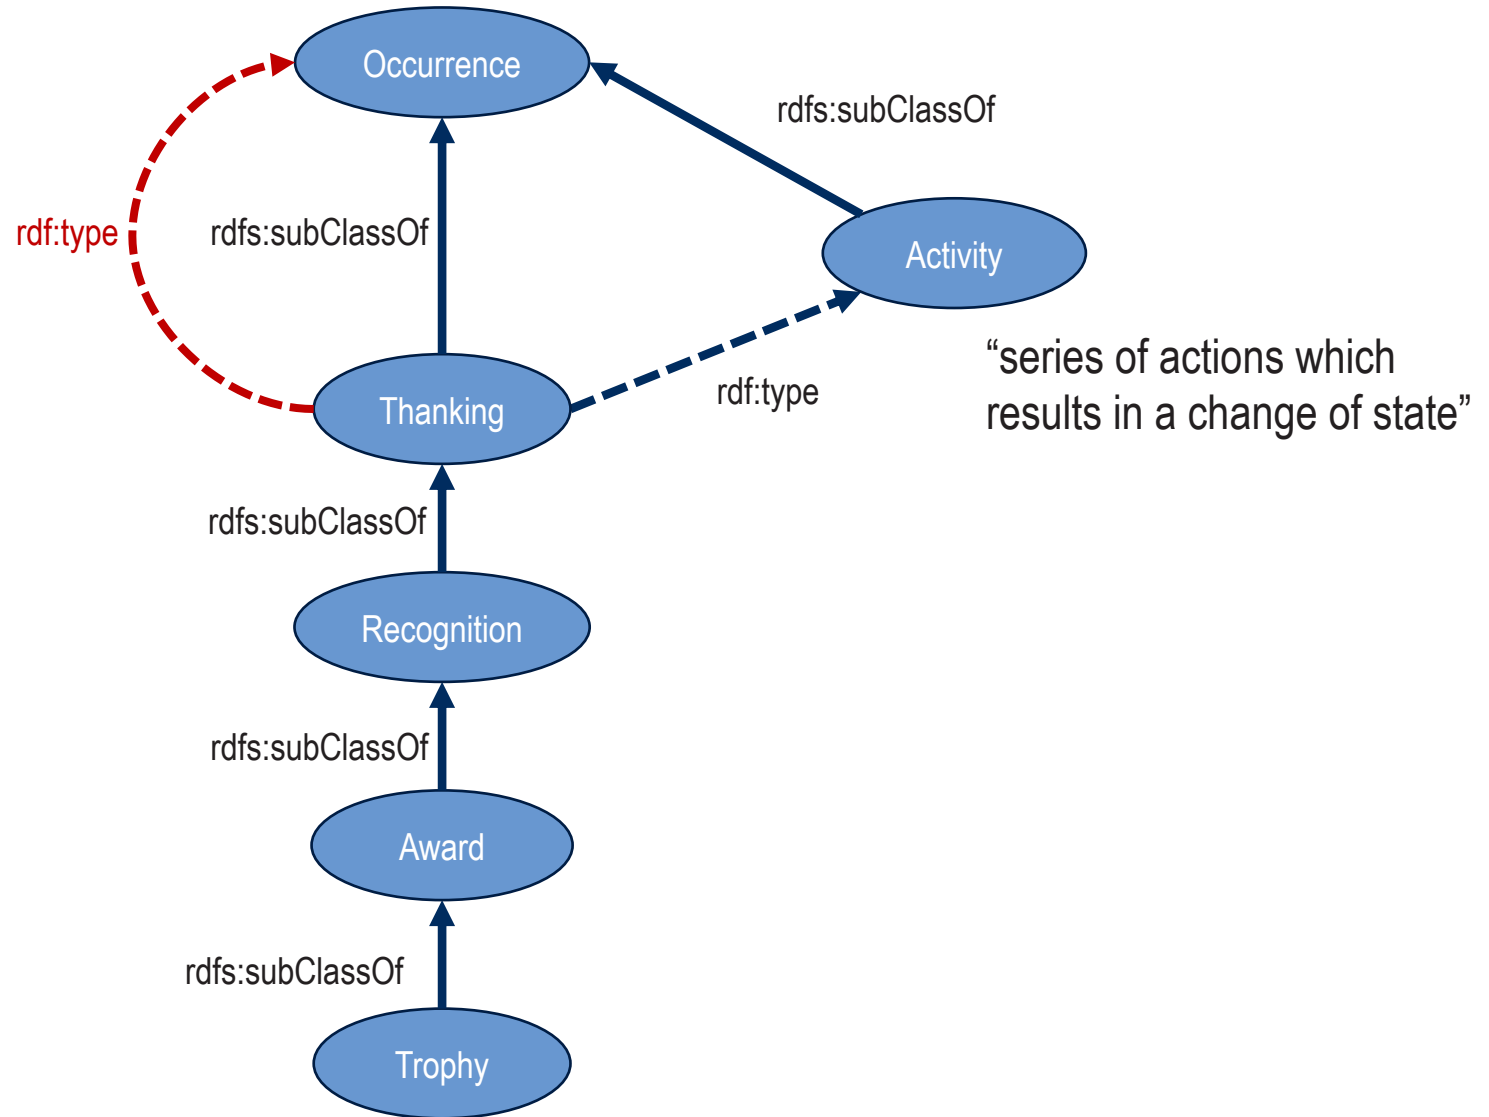 Occurrence
rdfs:subClassOf
rdf:type
rdfs:subClassOf
Activity
“series of actions which
results in a change of state”
rdf:type
Thanking
rdfs:subClassOf
Recognition
rdfs:subClassOf
Award
rdfs:subClassOf
Trophy